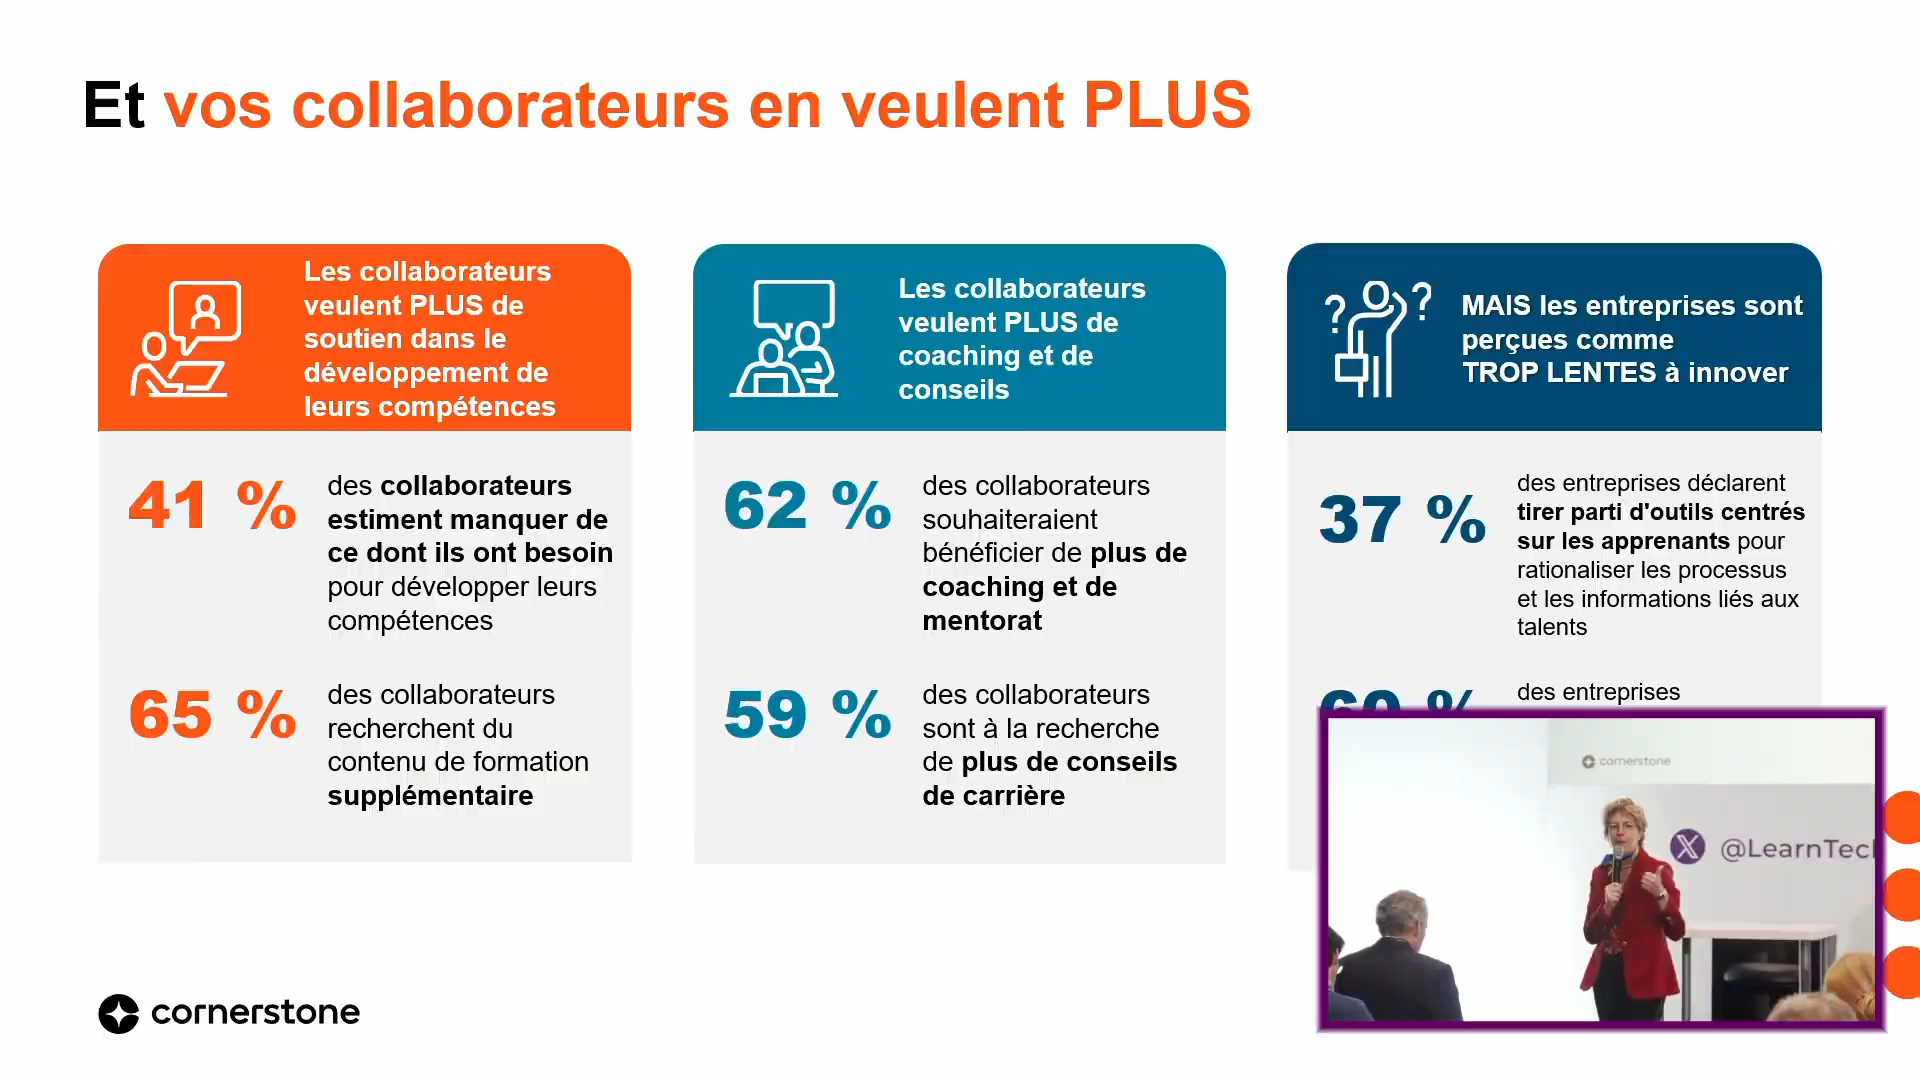 Et vos collaborateurs en veulent PLUS
Les collaborateurs
veulent PLUS de
soutien dans le
développement de
leurs compétences
41 %
des collaborateurs
estiment manquer de
ce dont ils ont besoin
pour développer leurs
compétences
65 %
des collaborateurs
recherchent du
contenu de formation
supplémentaire
Les collaborateurs
veulent PLUS de
coaching et de
conseils
62 %
des collaborateurs
souhaiteraient
bénéficier de plus de
coaching et de
mentorat
59 %
des collaborateurs
sont à la recherche
de plus de conseils
de carrière
? ?
MAIS les entreprises sont
perçues comme
TROP LENTES à innover
37 %
des entreprises déclarent
tirer parti d'outils centrés
sur les apprenants pour
rationaliser les processus
et les informations liés aux
talents
%
des entreprises
cornerstone
X @LearnTec
cornerstone